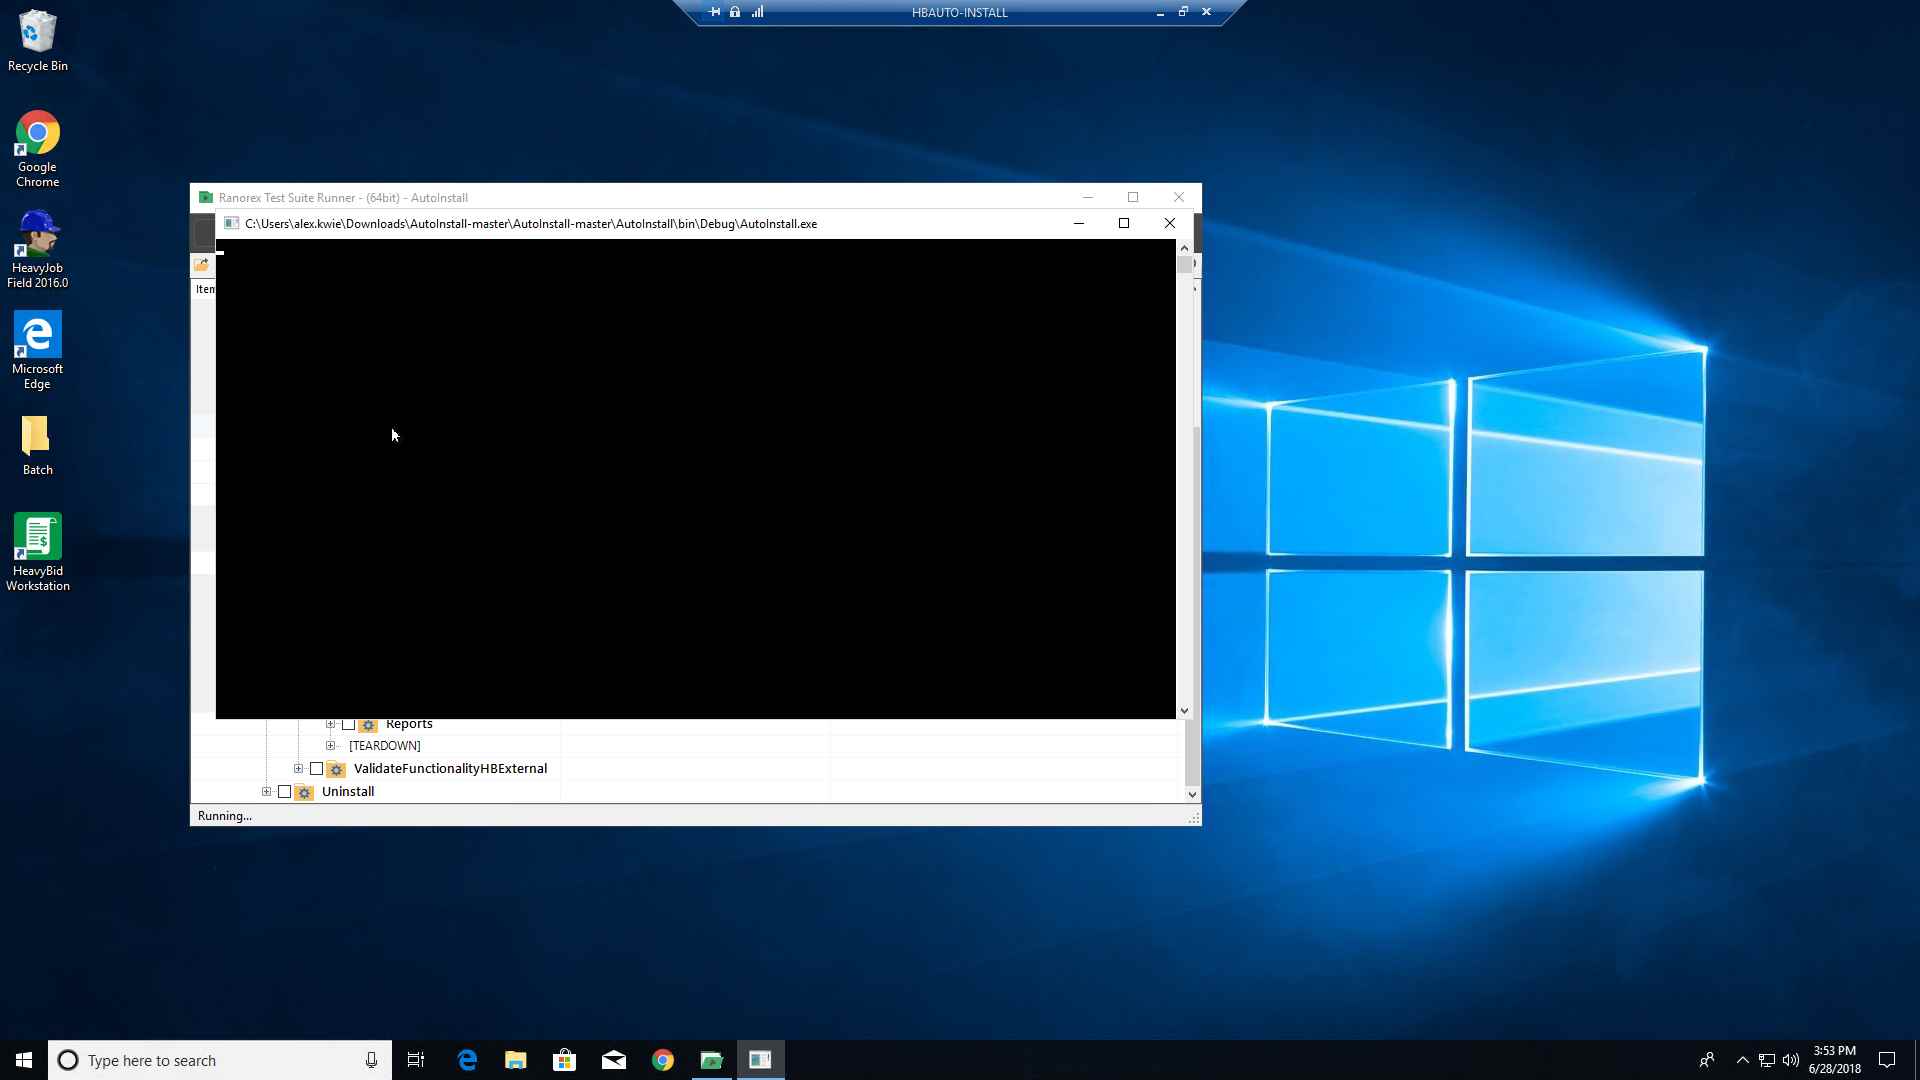 HBAUTO-INSTALL
Recycle Bin
Google
Chrome
HeavyJob
Field 2016.0
Microsoft
Edge
Batch
HeavyBid
Workstation
Ranorex Test Suite Runner - (64bit) - AutoInstall
C:\Users\alex.kwie\Downloads\AutoInstall-master\AutoInstall-master\AutoInstall\bin\Debug\AutoInstall.exe
Reports
[TEARDOWN]
ValidateFunctionalityHBExternal
Uninstall
Running...
Type here to search
3:53 PM
6/28/2018